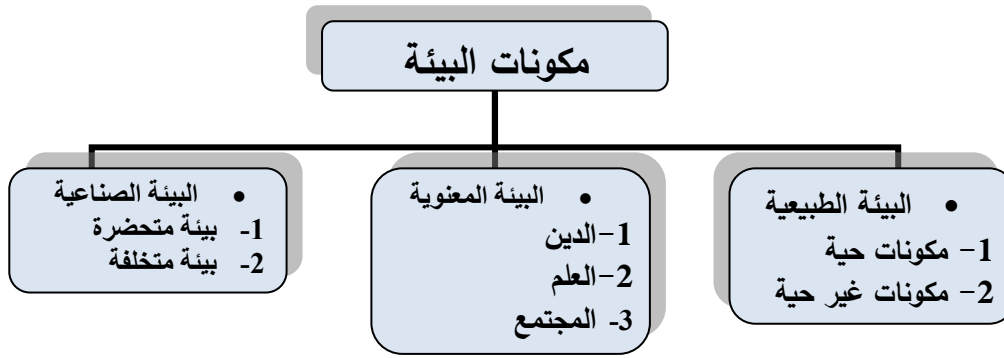 مكونات البيئة
• البيئة الطبيعية
1- مكونات حية
2- مكونات غير حية
• البيئة المعنوية
1-الدين
2-العلم
3- المجتمع
• البيئة الصناعية
1- بيئة متحضرة
2- بيئة متخلفة